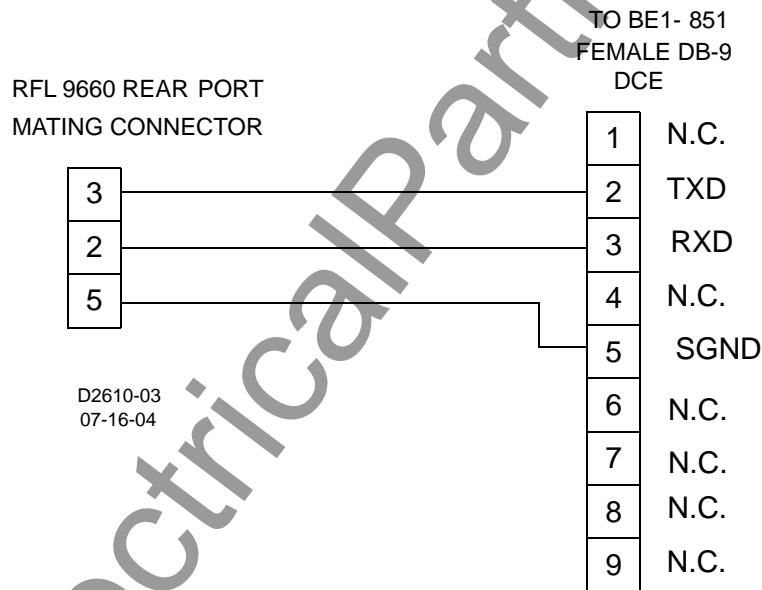 TO BE1- 851
FEMALE DB-9
DCE
RFL 9660 REAR PORT
MATING CONNECTOR
1 N.C.
3 2 TXD
2 3 RXD
5 4 N.C.
5 SGND
D2610-03
07-16-04
6 N.C.
7 N.C.
8 N.C.
9 N.C.
ctricalPart